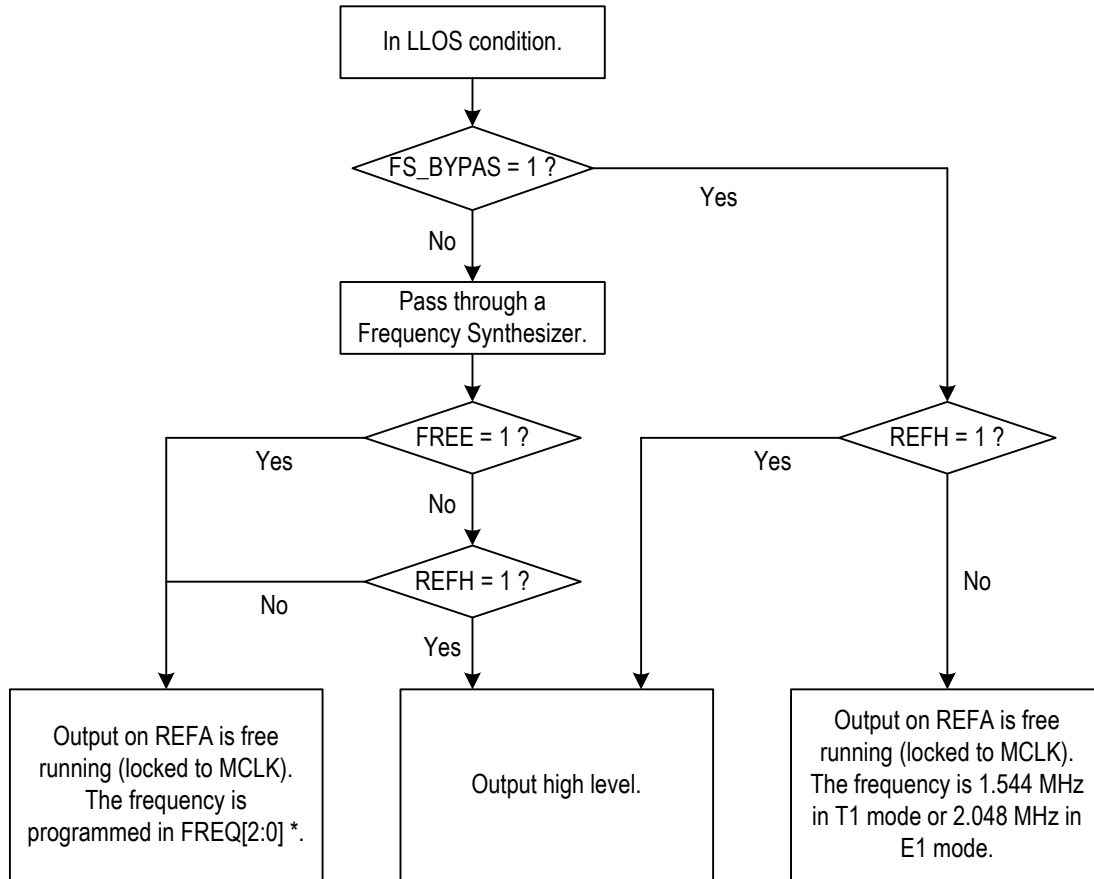 In LLOS condition.
FS_BYPAS = 1 ?
Yes
No
Pass through a
Frequency Synthesizer.
FREE = 1 ?
REFH = 1 ?
Yes
Yes
No
REFH = 1 ?
No
No
Yes
Output on REFA is free
running (locked to MCLK).
The frequency is
programmed in FREQ[2:0] *.
Output high level.
Output on REFA is free
running (locked to MCLK).
The frequency is 1.544 MHz
in T1 mode or 2.048 MHz in
E1 mode.